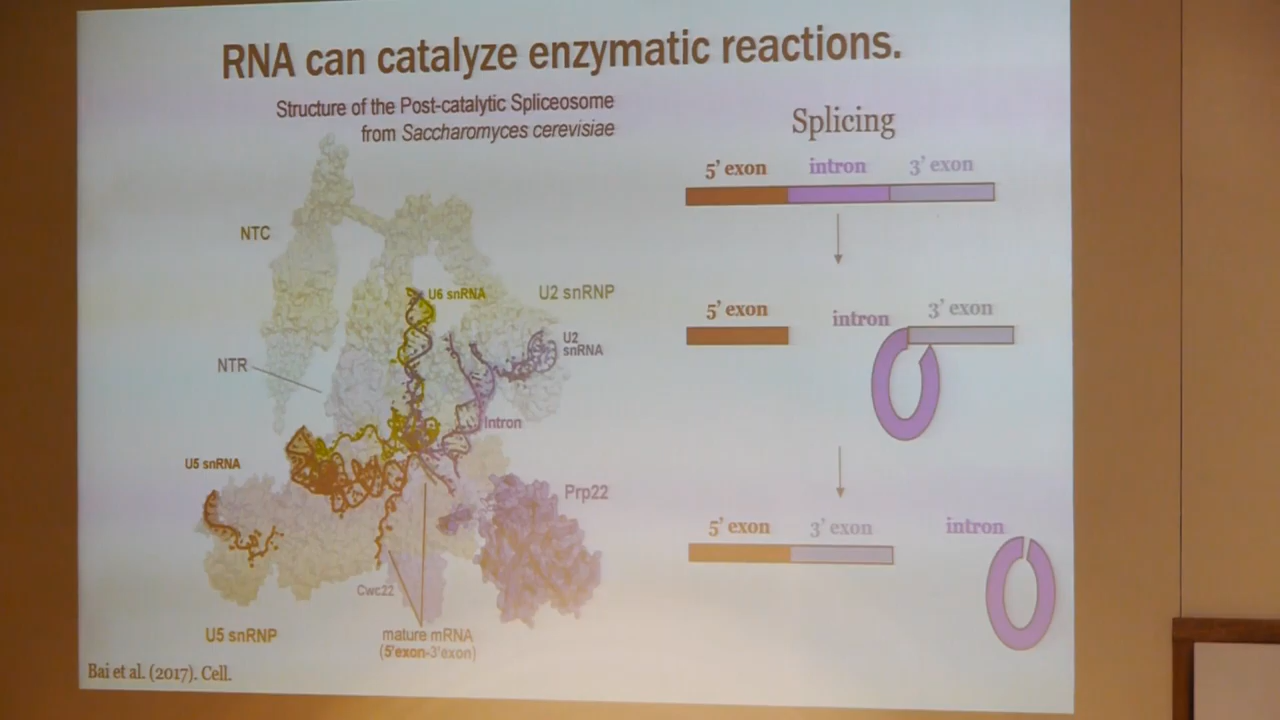 RNA can catalyze enzymatic reactions.
Structure of the Post-catalytic Spliceosome
from Saccharomyces cerevisiae
NTC
U6 snRNA
U2 snRNP
U2
snRNA
NTR
Intron
U5 snRNA
Prp22
Cwc22
U5 snRNP
mature mRNA
(5'exon-3'exon)
Bai et al. (2017). Cell.
Splicing
5' exon intron 3' exon
5' exon intron 3' exon
5' exon 3' exon intron